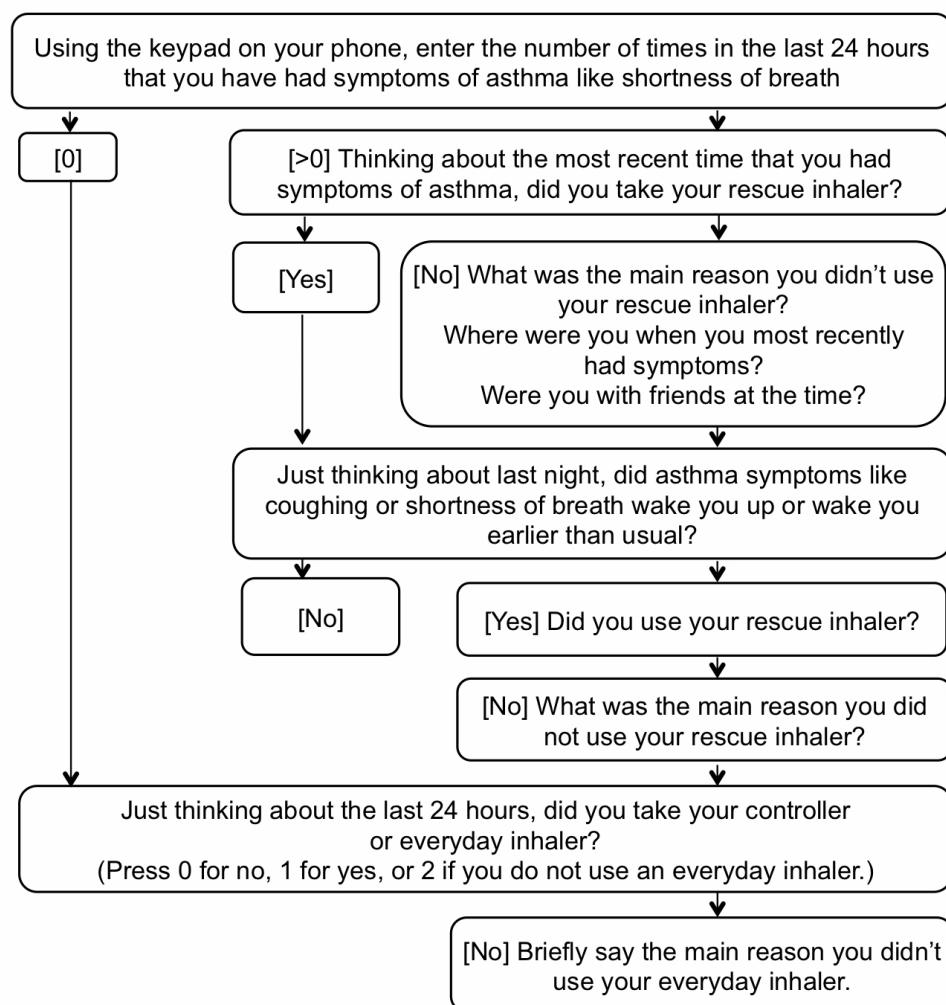 Using the keypad on your phone, enter the number of times in the last 24 hours
that you have had symptoms of asthma like shortness of breath
[0]
[>0] Thinking about the most recent time that you had
symptoms of asthma, did you take your rescue inhaler?
[Yes]
[No] What was the main reason you didn’t use
your rescue inhaler?
Where were you when you most recently
had symptoms?
Were you with friends at the time?
Just thinking about last night, did asthma symptoms like
coughing or shortness of breath wake you up or wake you
earlier than usual?
[No]
[Yes] Did you use your rescue inhaler?
[No] What was the main reason you did
not use your rescue inhaler?
Just thinking about the last 24 hours, did you take your controller
or everyday inhaler?
(Press 0 for no, 1 for yes, or 2 if you do not use an everyday inhaler.)
[No] Briefly say the main reason you didn’t
use your everyday inhaler.